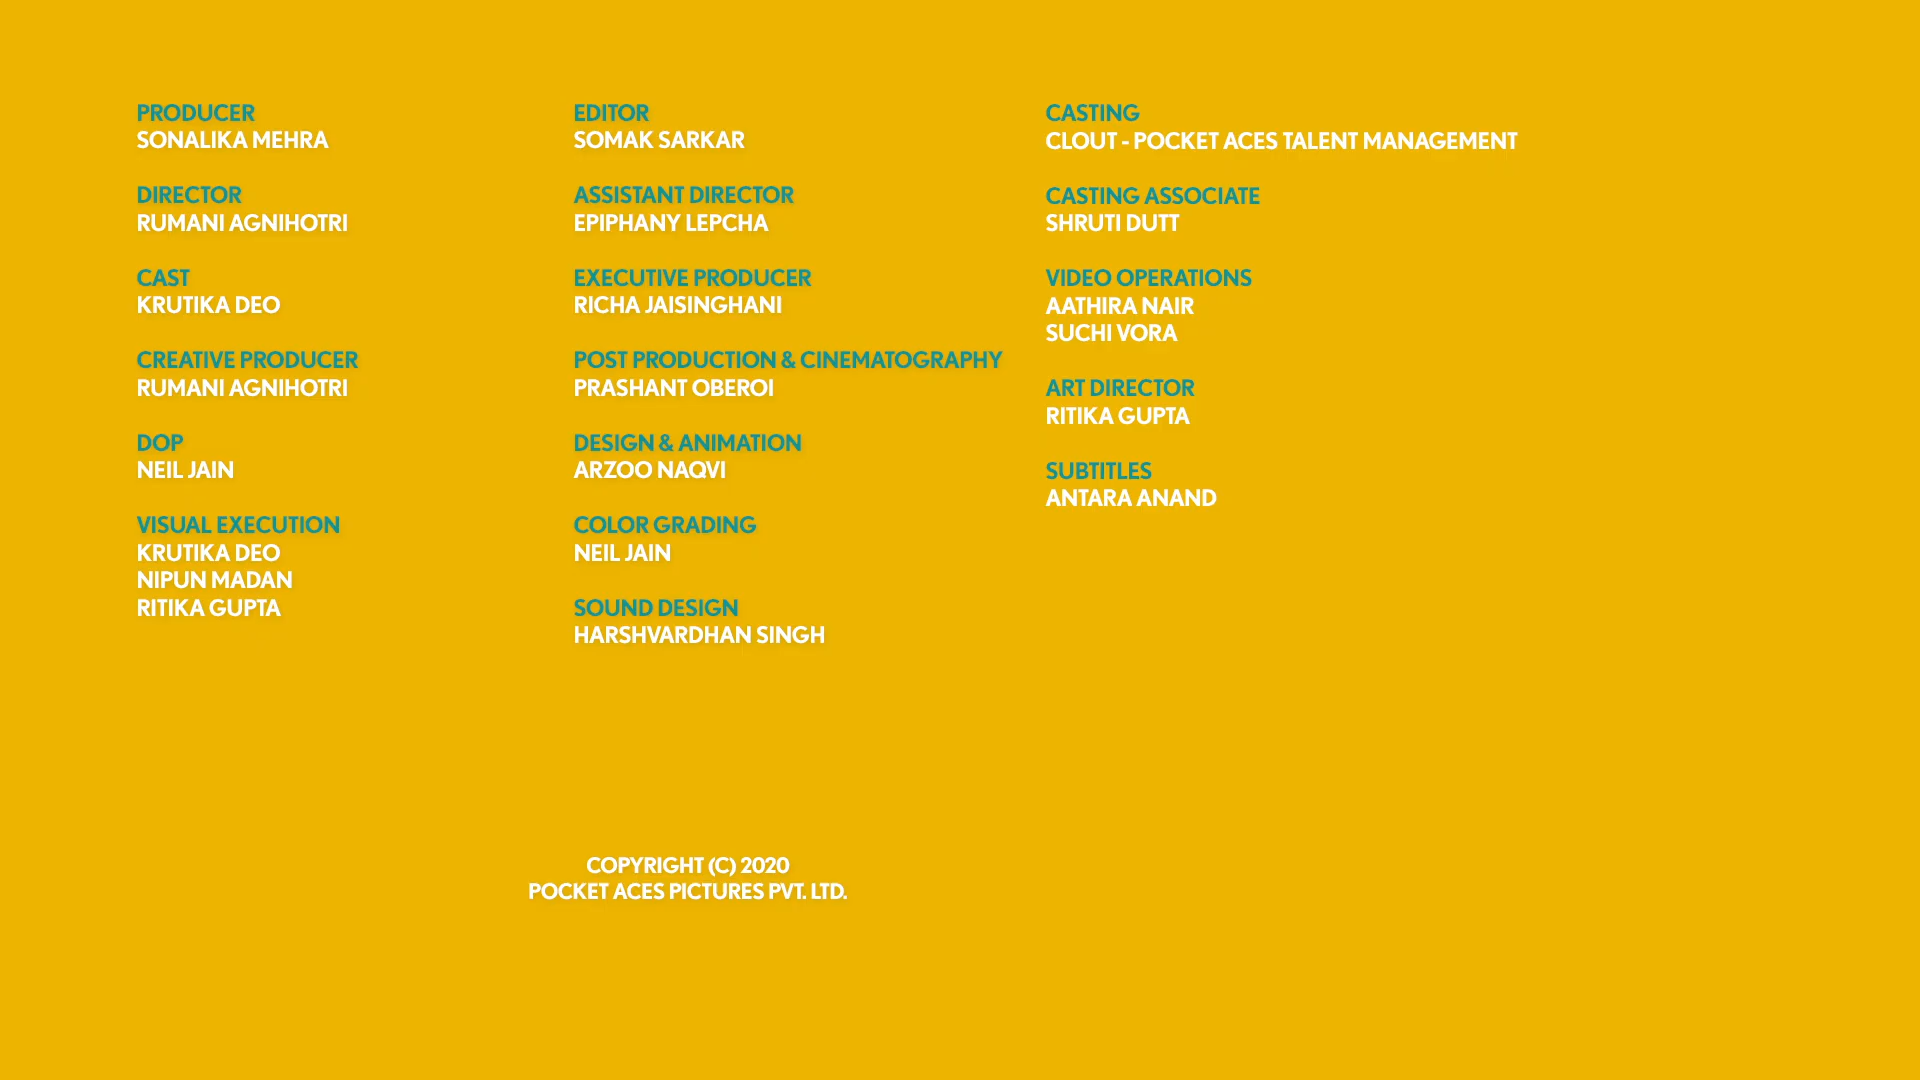 PRODUCER
SONALIKA MEHRA
DIRECTOR
RUMANI AGNIHOTRI
CAST
KRUTIKA DEO
CREATIVE PRODUCER
RUMANI AGNIHOTRI
DOP
NEIL JAIN
VISUAL EXECUTION
KRUTIKA DEO
NIPUN MADAN
RITIKA GUPTA
EDITOR
SOMAK SARKAR
ASSISTANT DIRECTOR
EPIPHANY LEPCHA
EXECUTIVE PRODUCER
RICHA JAISINGHANI
POST PRODUCTION & CINEMATOGRAPHY
PRASHANT OBEROI
DESIGN & ANIMATION
ARZOO NAQVI
COLOR GRADING
NEIL JAIN
SOUND DESIGN
HARSHVARDHAN SINGH
CASTING
CLOUT - POCKET ACES TALENT MANAGEMENT
CASTING ASSOCIATE
SHRUTI DUTT
VIDEO OPERATIONS
AATHIRA NAIR
SUCHI VORA
ART DIRECTOR
RITIKA GUPTA
SUBTITLES
ANTARA ANAND
COPYRIGHT (C) 2020
POCKET ACES PICTURES PVT. LTD.